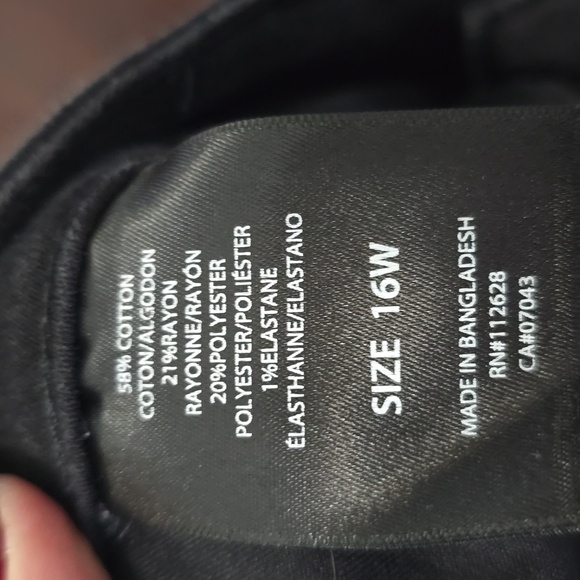 58% COTTON
COTON/ALGODON
21%RAYON
RAYONNE/RAYÓN
20%POLYESTER
POLYESTER/POLIÉSTER
1%ELASTANE
ÉLASTHANNE/ELASTANO
SIZE 16W
MADE IN BANGLADESH
RN#112628
CA#07043